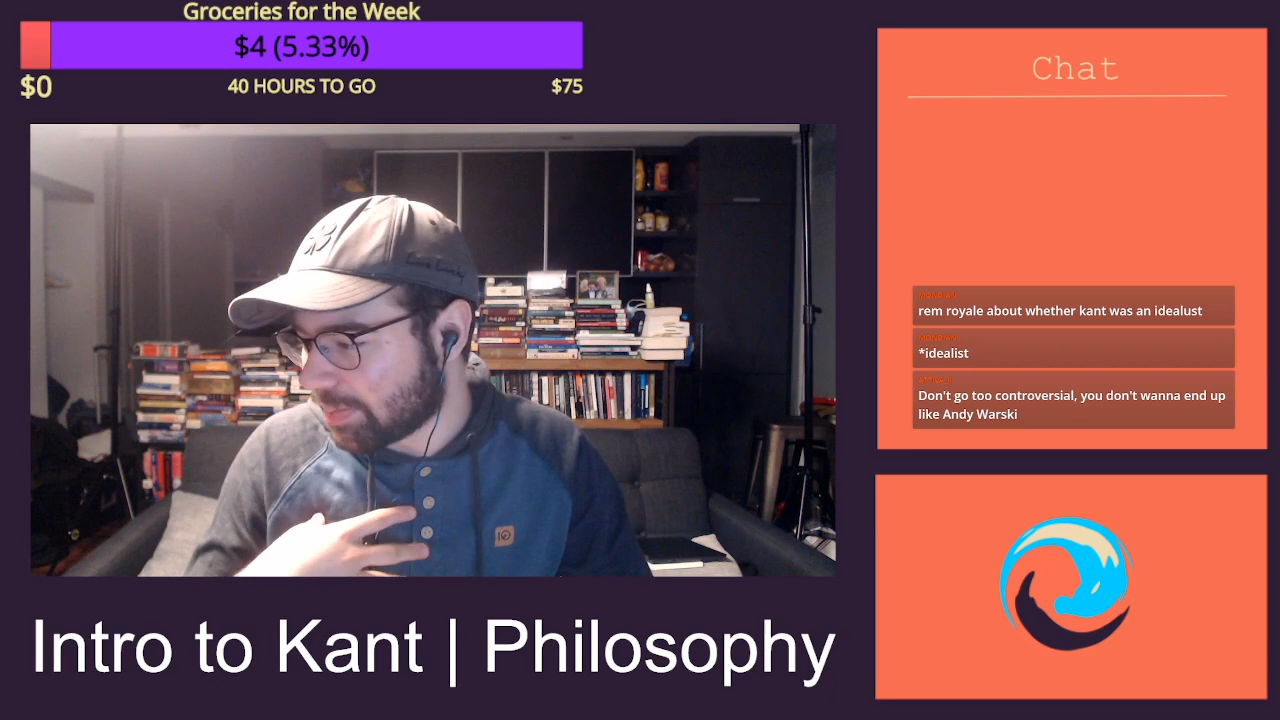 Groceries for the Week
$4 (5.33%)
$0
40 HOURS TO GO
$75
Chat
rem royale about whether kant was an idealust
*idealist
Don't go too controversial, you don't wanna end up
like Andy Warski
Intro to Kant | Philosophy